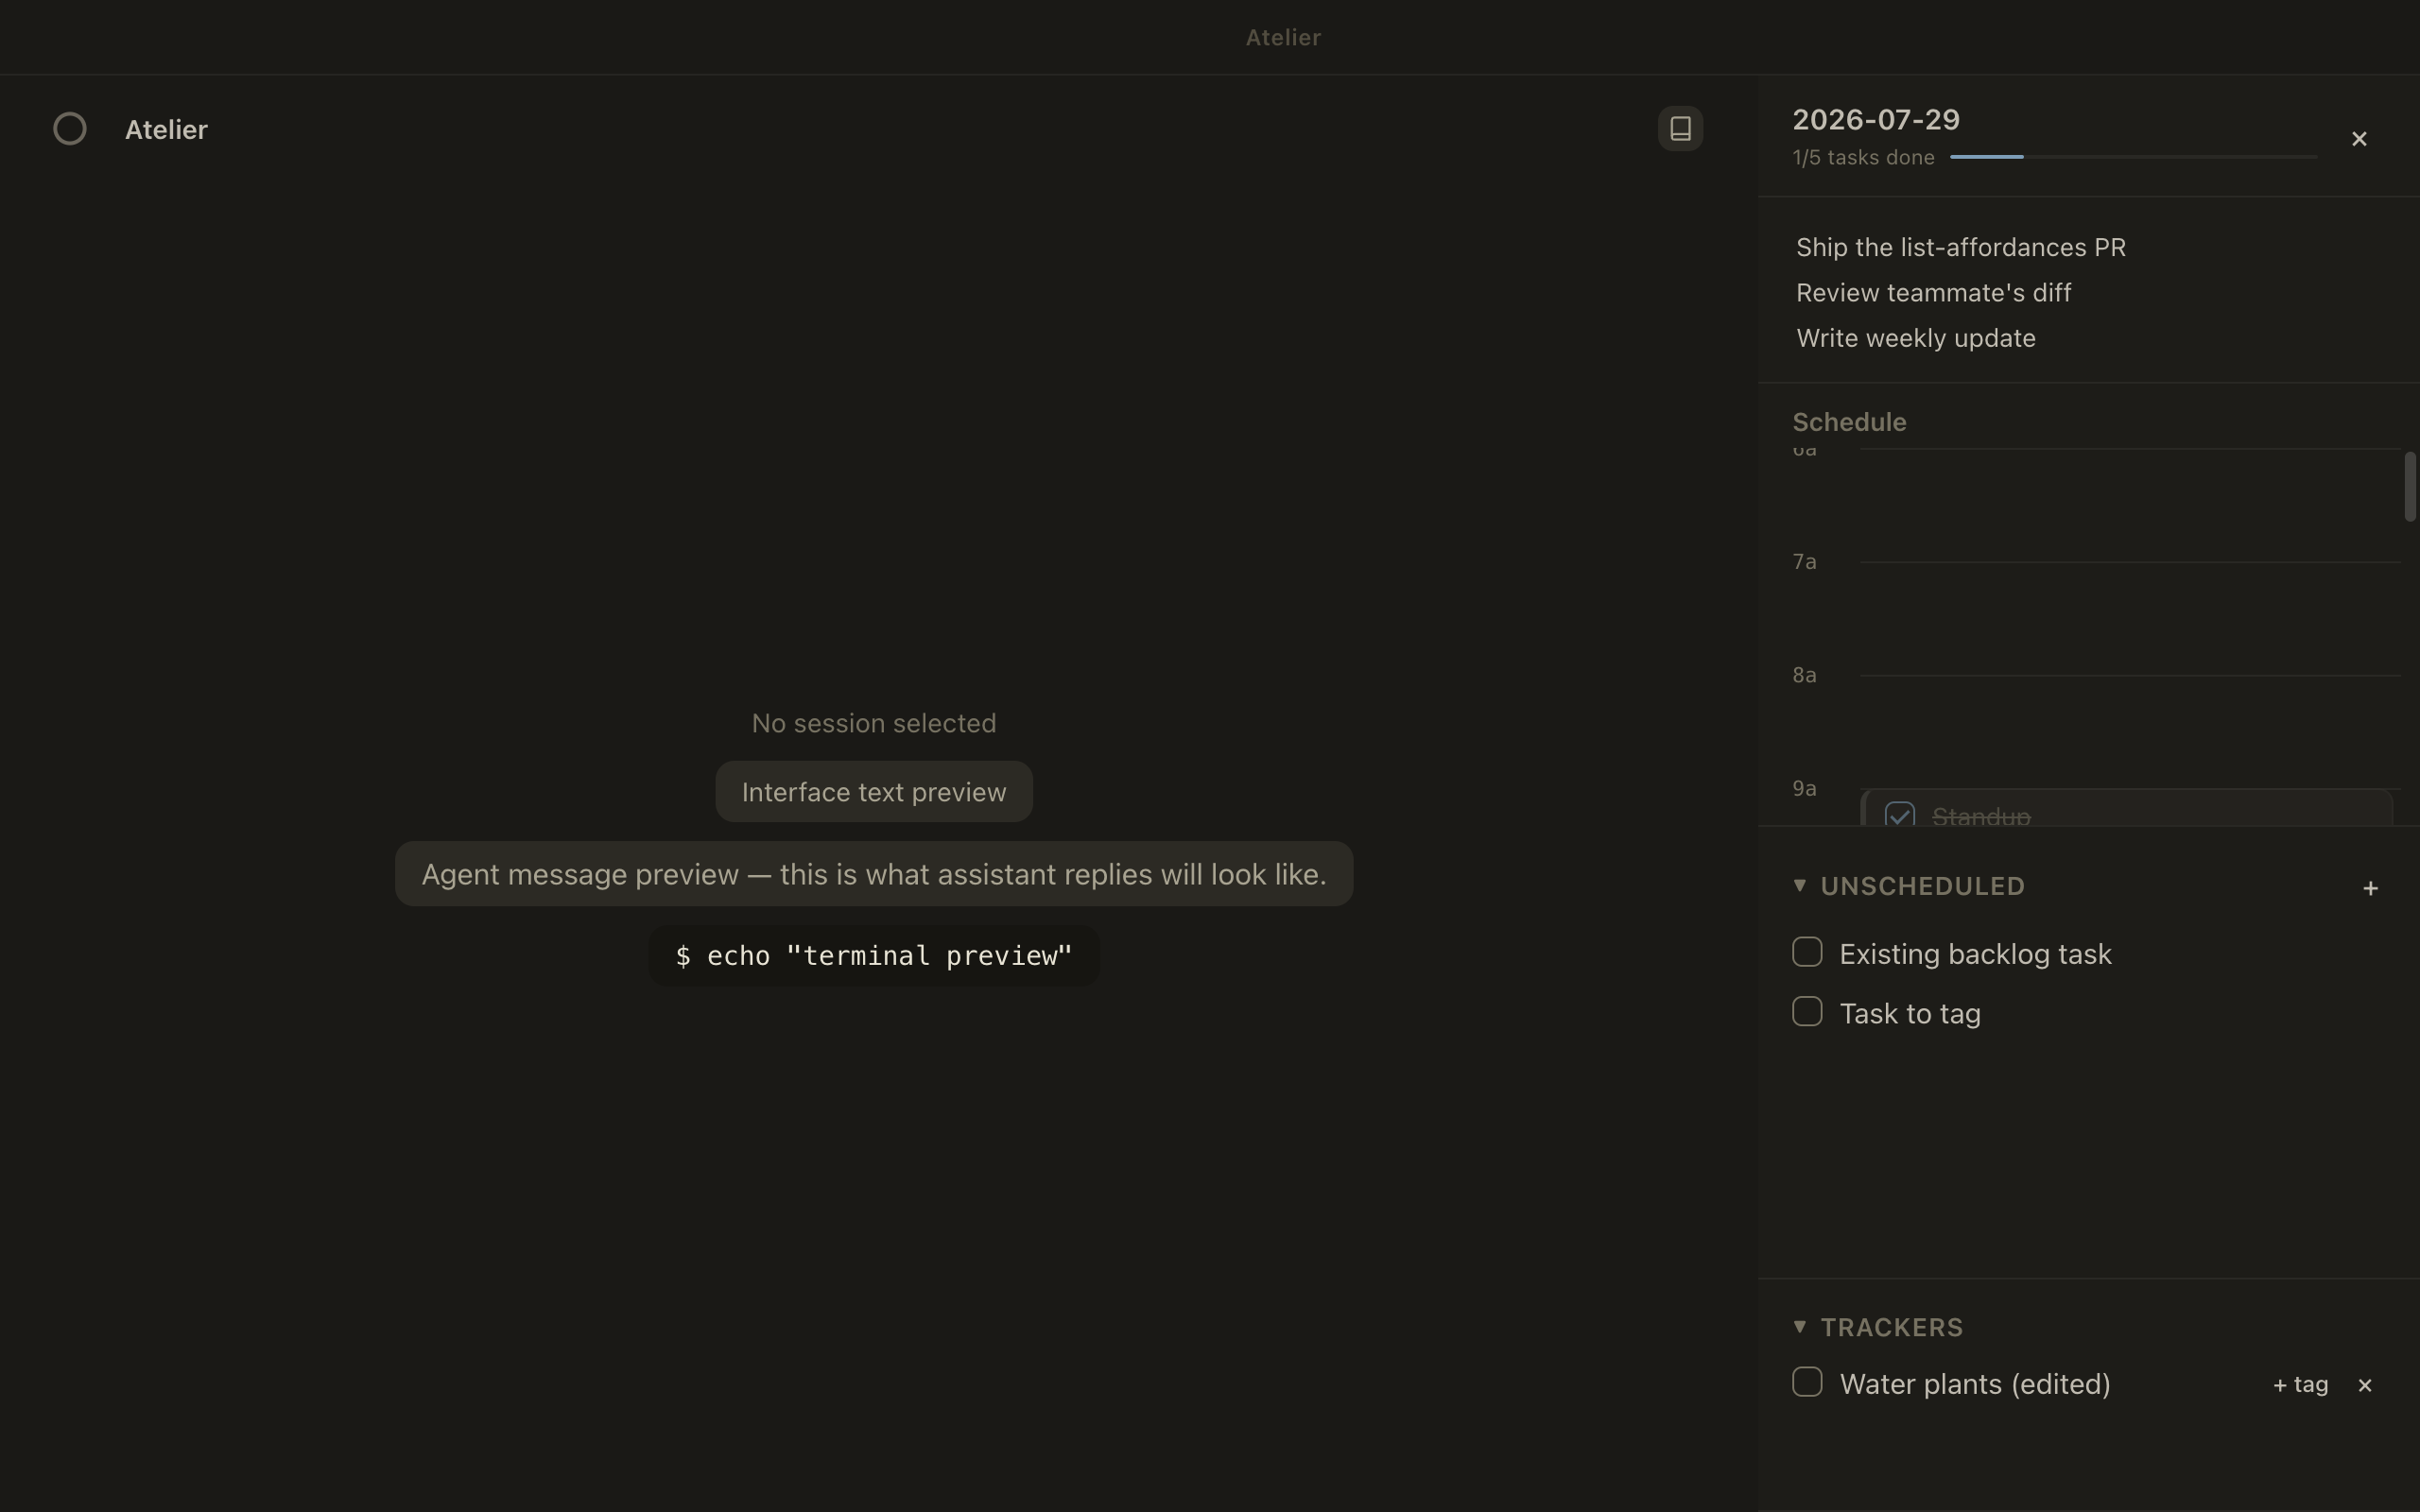 Atelier
Atelier
2026-07-29
1/5 tasks done
×
Ship the list-affordances PR
Review teammate's diff
Write weekly update
Schedule
6a
7a
8a
9a
Standup
No session selected
Interface text preview
Agent message preview — this is what assistant replies will look like.
$ echo "terminal preview"
▼ UNSCHEDULED +
Existing backlog task
Task to tag
▼ TRACKERS
Water plants (edited) + tag ×